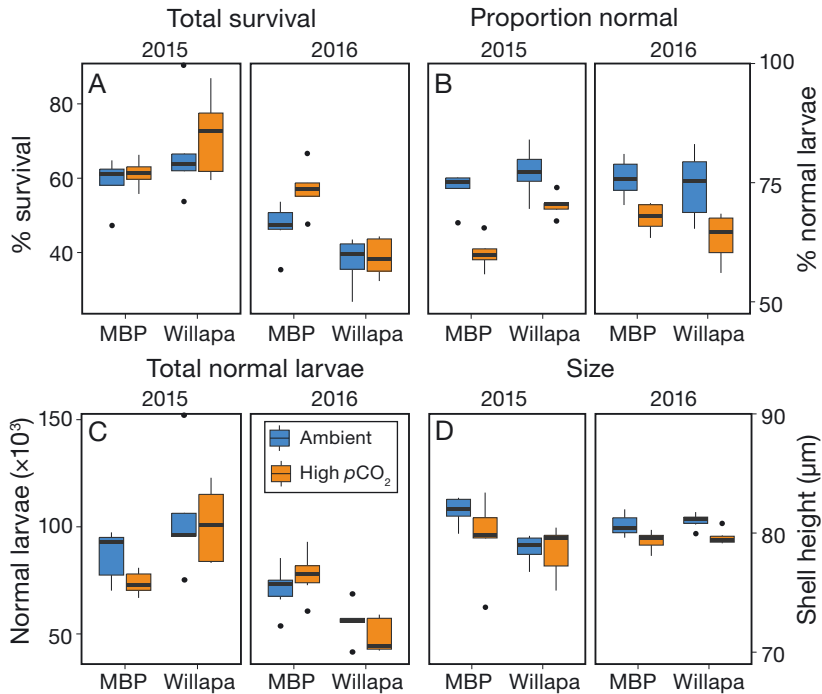 Total survival
Proportion normal
2015
2016
2015
2016
A
B
% survival
80
60
40
100
75
50
% normal larvae
MBP
Willapa
MBP
Willapa
MBP
Willapa
MBP
Willapa
Total normal larvae
Size
2015
2016
2015
2016
C
D
Normal larvae (×10³)
150
100
50
Ambient
High pCO₂
90
80
70
Shell height (µm)
MBP
Willapa
MBP
Willapa
MBP
Willapa
MBP
Willapa